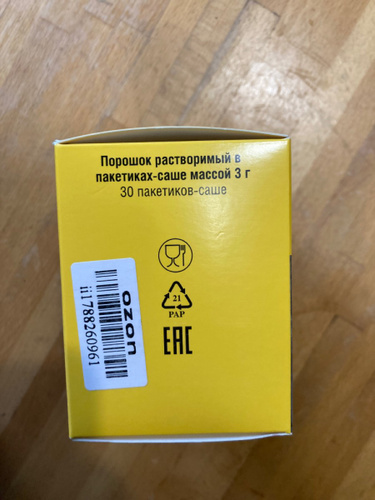 Порошок растворимый в
пакетиках-саше массой 3 г
30 пакетиков-саше
21
PAP
EAC
ozon
ii1788260961